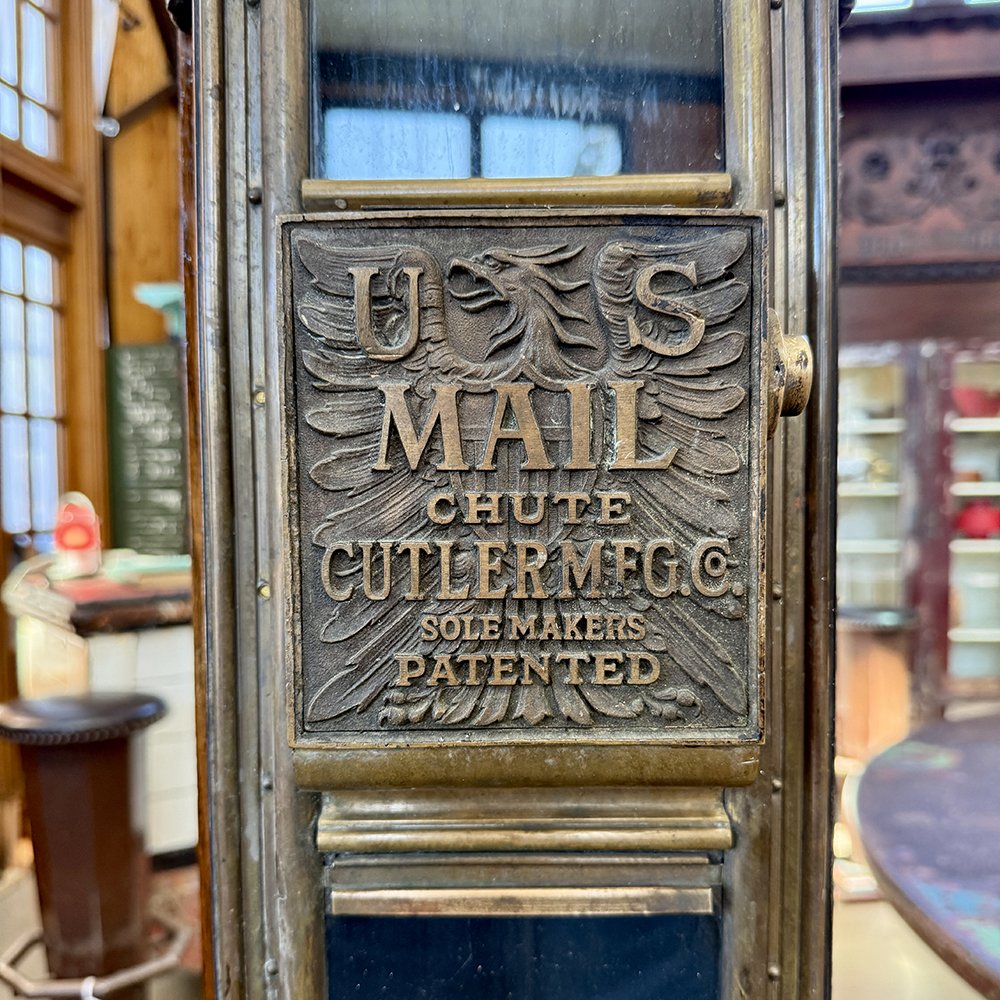 U S
MAIL
CHUTE
CUTLER MFG. Co.
SOLE MAKERS
PATENTED